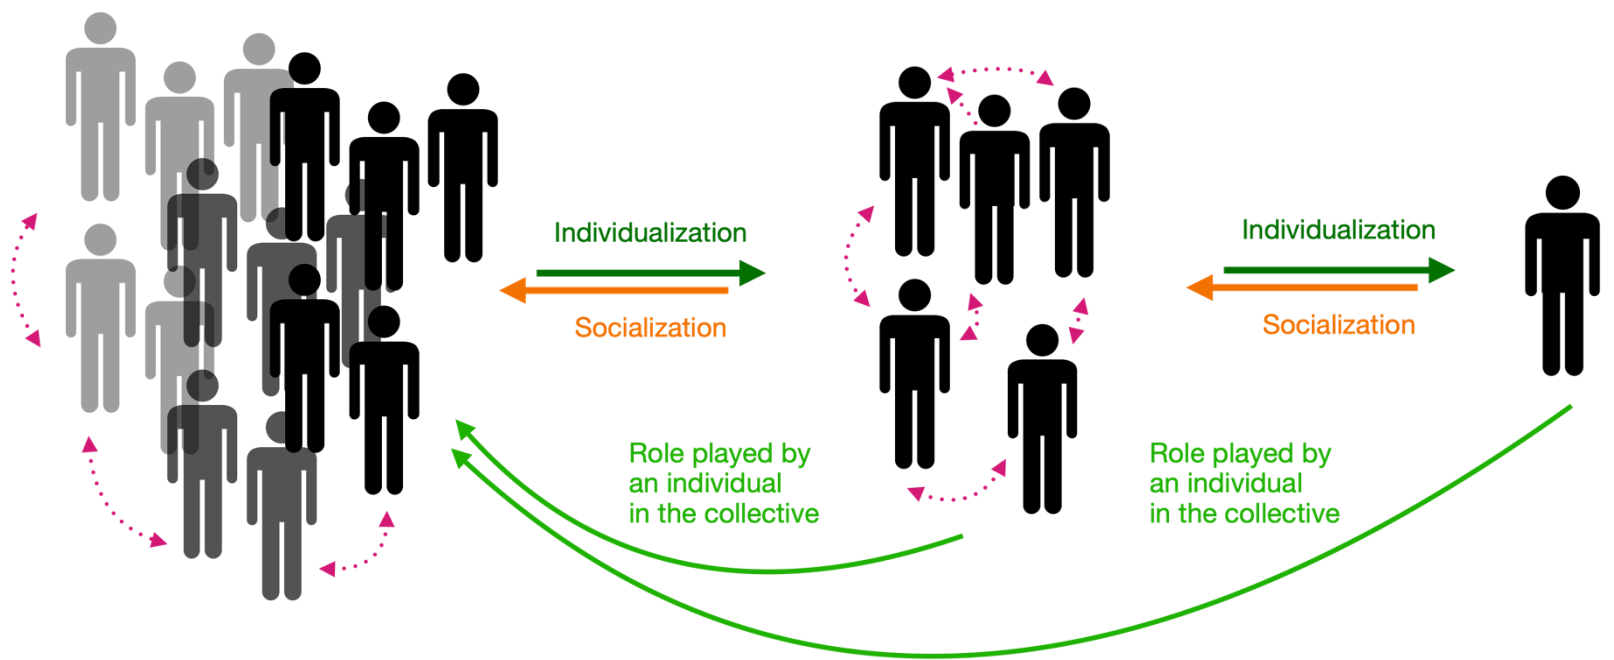 Individualization
Socialization
Individualization
Socialization
Role played by
an individual
in the collective
Role played by
an individual
in the collective